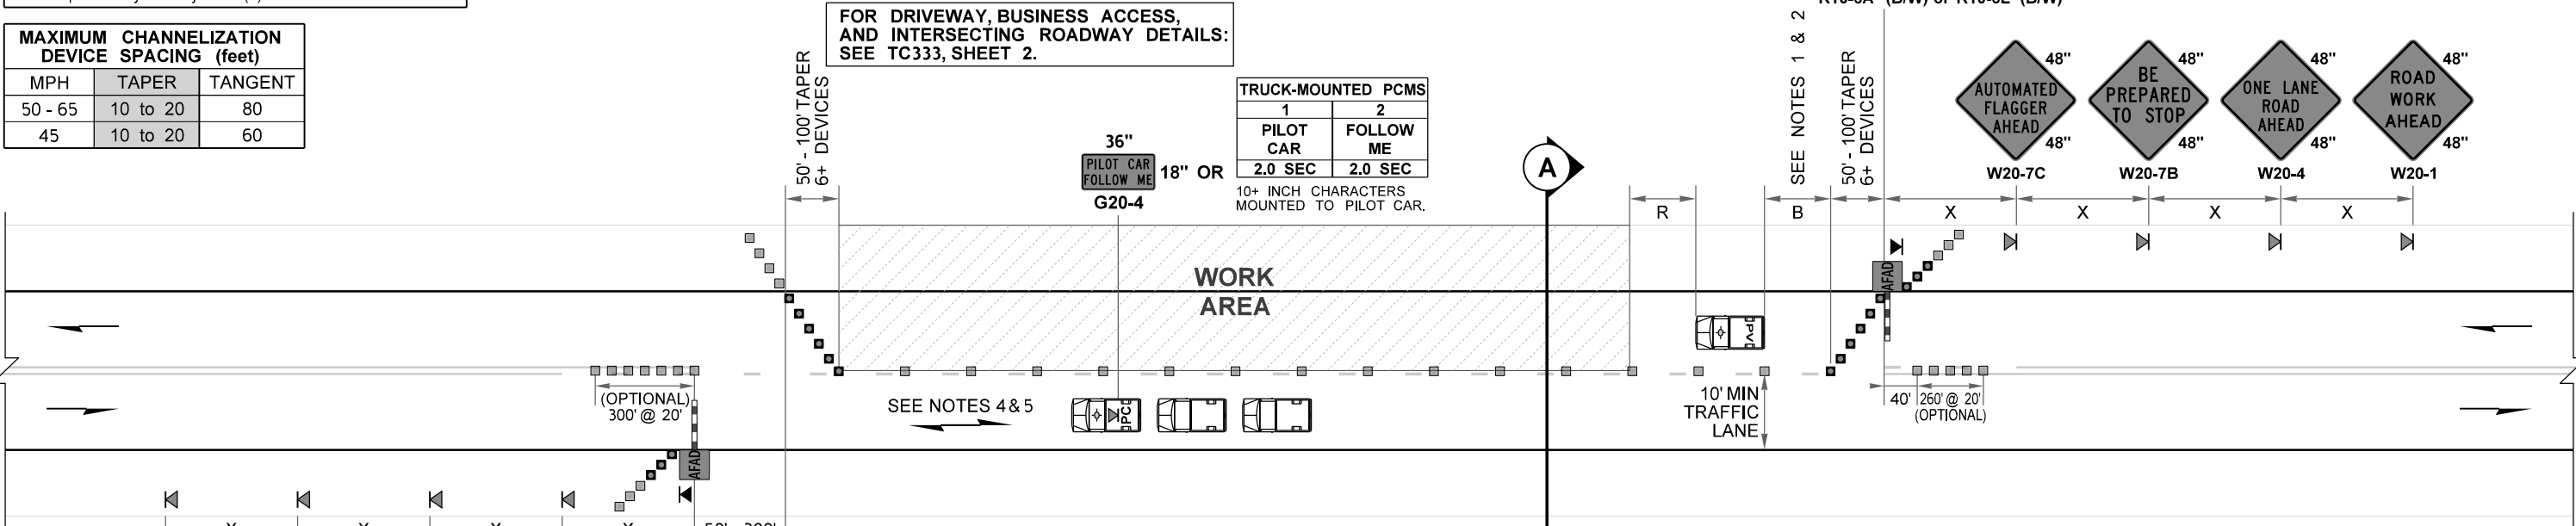 FOR DRIVEWAY, BUSINESS ACCESS,
AND INTERSECTING ROADWAY DETAILS:
SEE TC333, SHEET 2.
MAXIMUM CHANNELIZATION
DEVICE SPACING (feet)
MPH TAPER TANGENT
50 - 65 10 to 20 80
45 10 to 20 60
50' - 100' TAPER
6+ DEVICES
36"
PILOT CAR
FOLLOW ME
18" OR
G20-4
TRUCK-MOUNTED PCMS
1 2
PILOT CAR FOLLOW ME
2.0 SEC 2.0 SEC
10+ INCH CHARACTERS
MOUNTED TO PILOT CAR.
A
SEE NOTES 1 & 2
50' - 100' TAPER
6+ DEVICES
48"
AUTOMATED
FLAGGER
AHEAD
48"
W20-7C
48"
BE
PREPARED
TO STOP
48"
W20-7B
48"
ONE LANE
ROAD
AHEAD
48"
W20-4
48"
ROAD
WORK
AHEAD
48"
W20-1
R B X X X X
WORK
AREA
AFAD
PV
(OPTIONAL)
300' @ 20'
SEE NOTES 4 & 5
PC
10' MIN
TRAFFIC
LANE
40' 260' @ 20'
(OPTIONAL)
AFAD